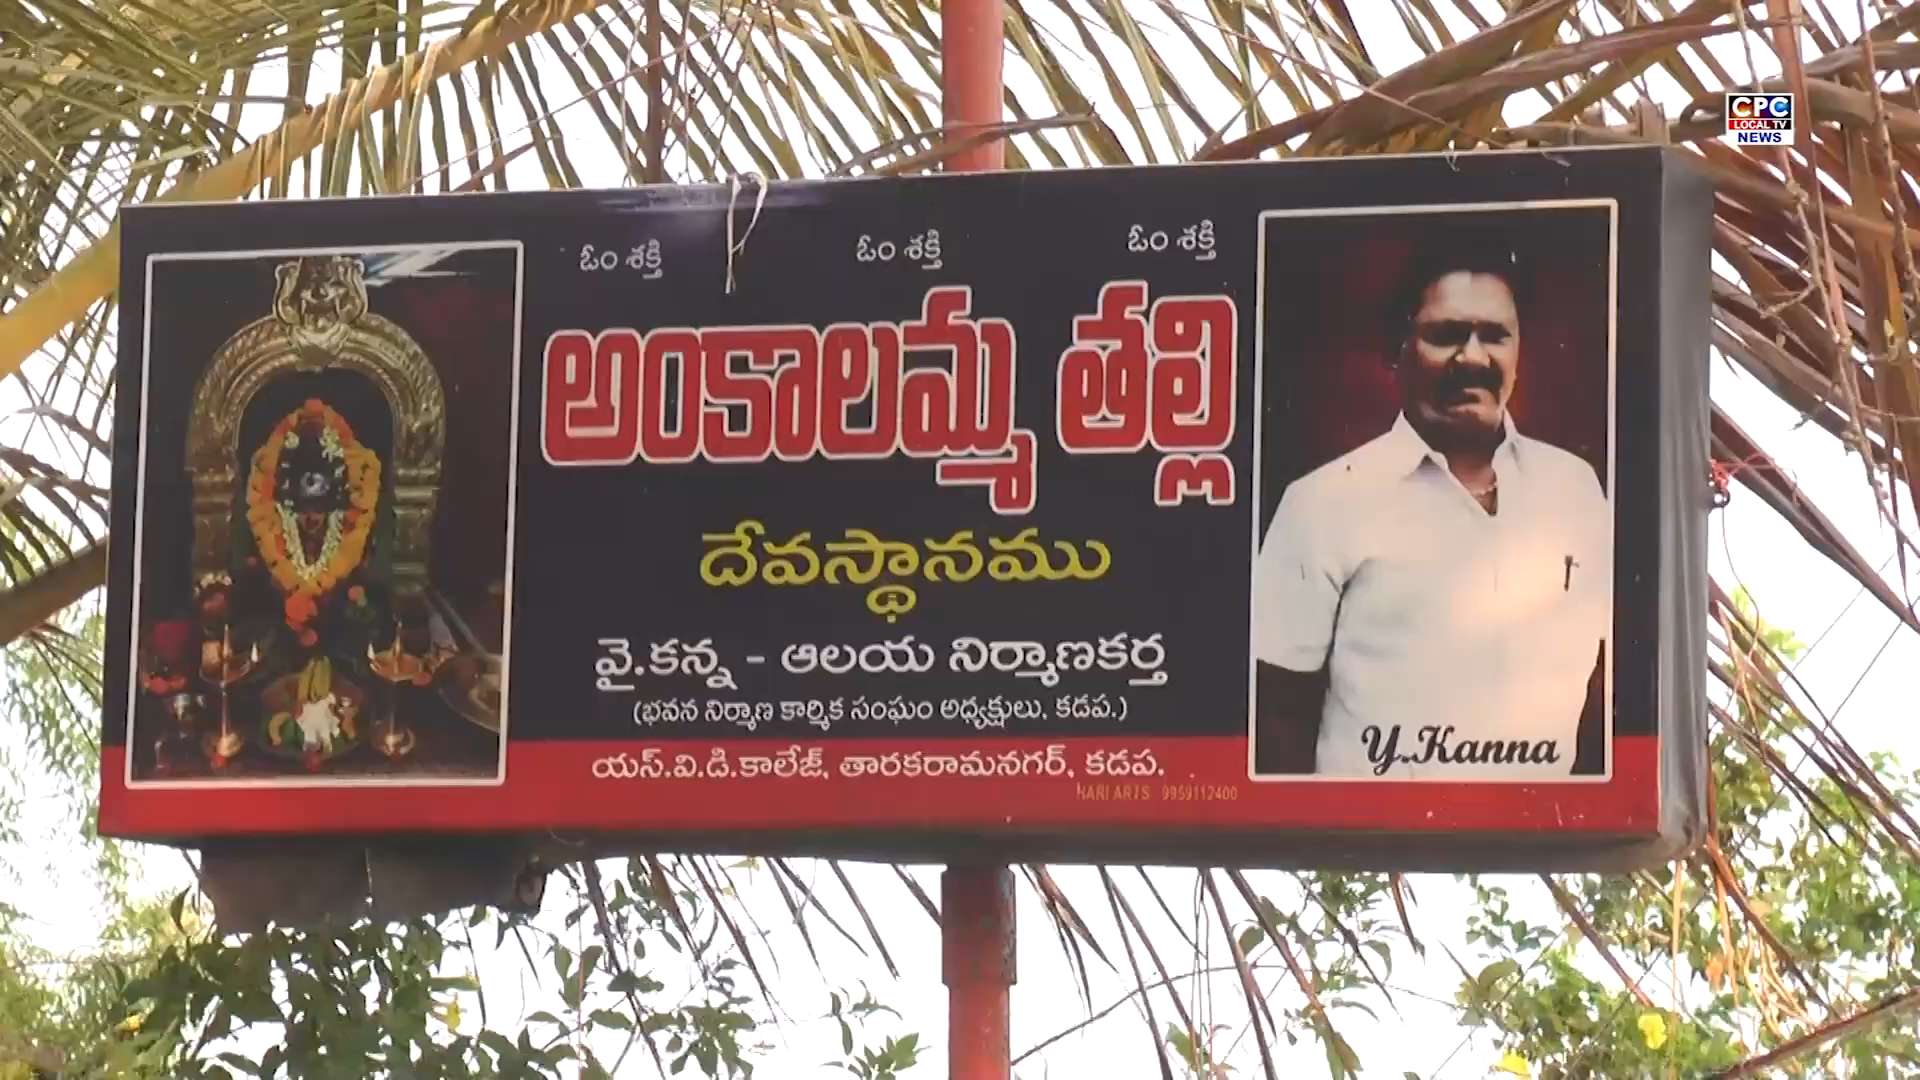 CPC
LOCAL TV
NEWS
ఓం శక్తి ఓం శక్తి ఓం శక్తి
అంకాలమ్మ తల్లి
దేవస్థానము
వై.కన్న - ఆలయ నిర్మాణకర్త
(భవన నిర్మాణ కార్మిక సంఘం అధ్యక్షులు, కడప.)
యస్.వి.డి.కాలేజ్, తారకరామనగర్, కడప.
HARI ARTS 9959112400
Y.Kanna